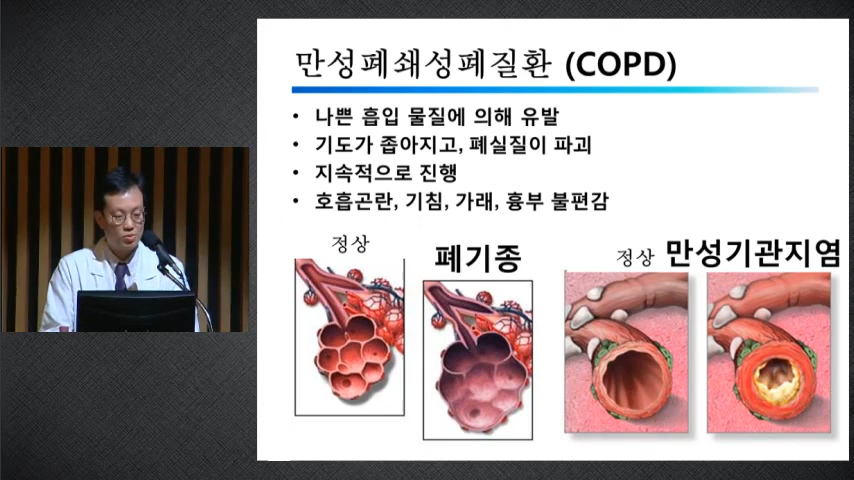 만성폐쇄성폐질환 (COPD)
• 나쁜 흡입 물질에 의해 유발
• 기도가 좁아지고, 폐실질이 파괴
• 지속적으로 진행
• 호흡곤란, 기침, 가래, 흉부 불편감
정상
폐기종
정상
만성기관지염